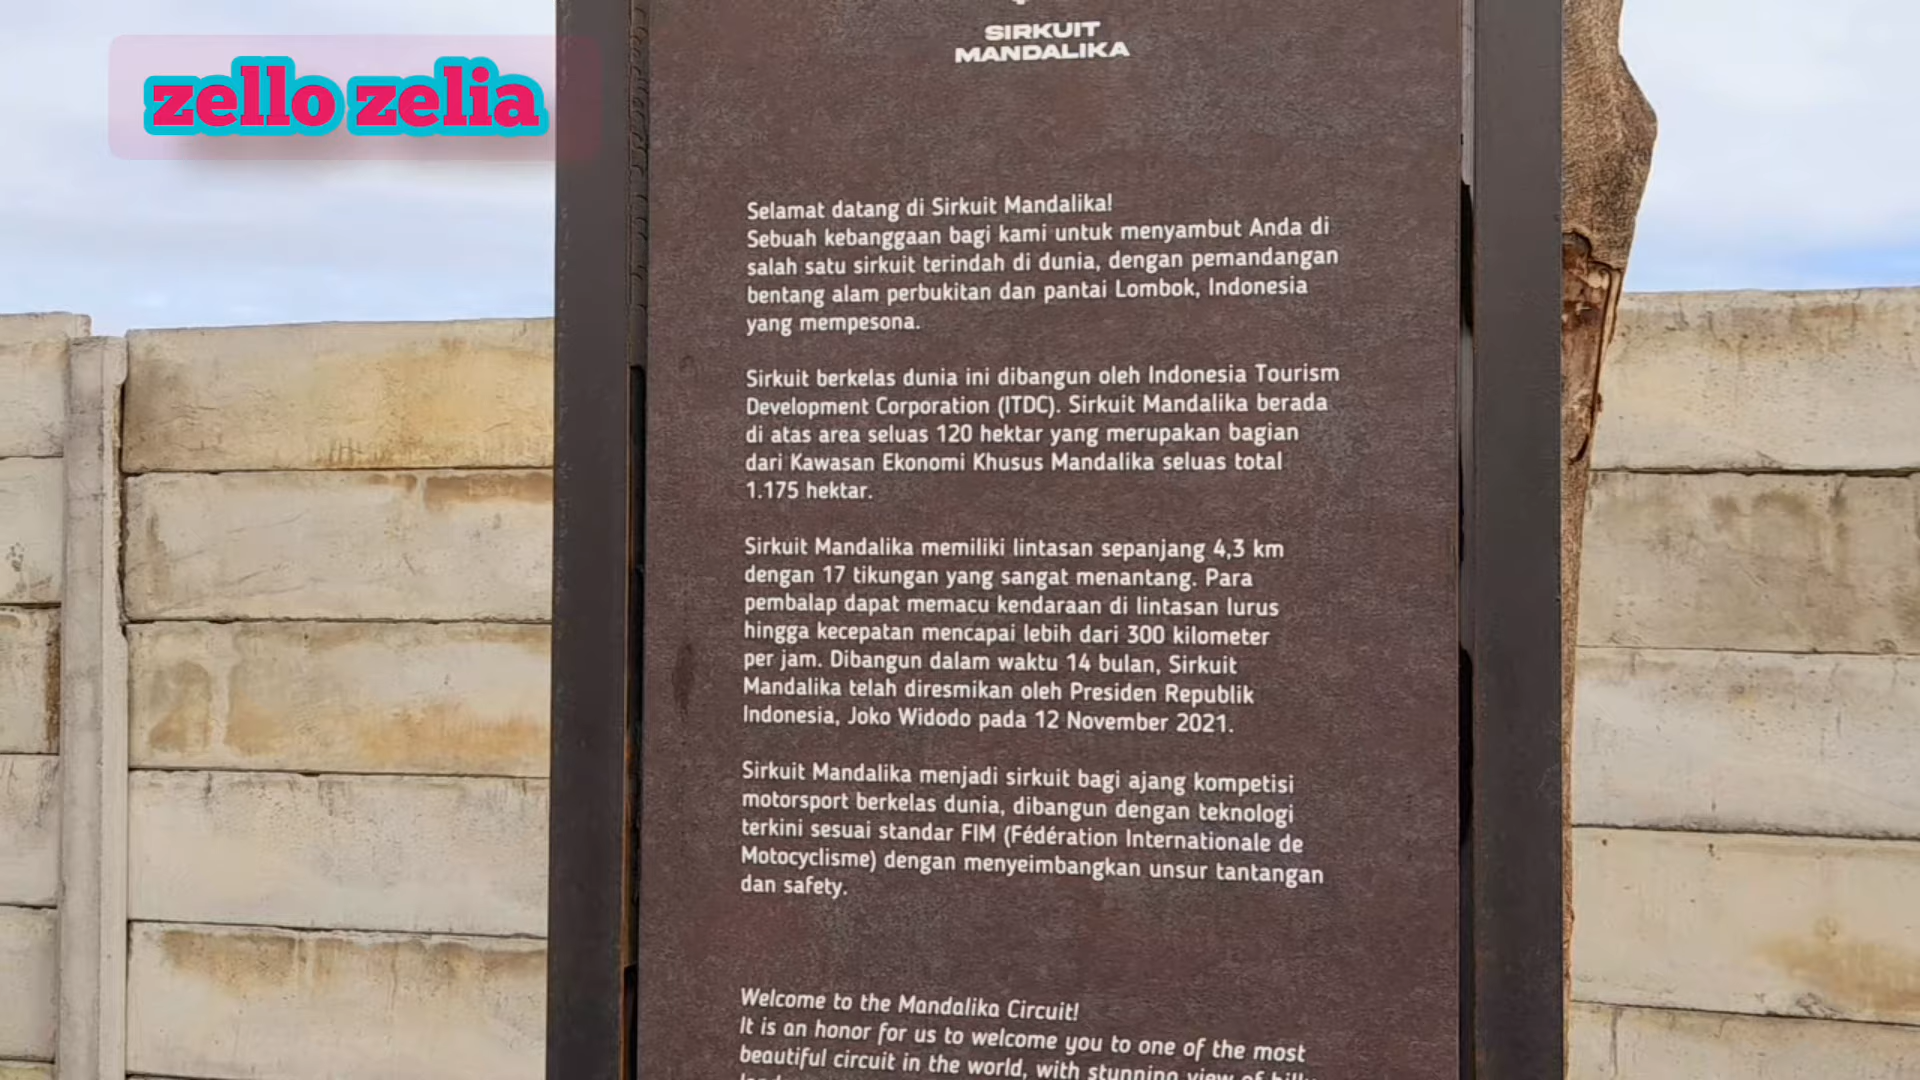 zello zelia
SIRKUIT
MANDALIKA
Selamat datang di Sirkuit Mandalika!
Sebuah kebanggaan bagi kami untuk menyambut Anda di
salah satu sirkuit terindah di dunia, dengan pemandangan
bentang alam perbukitan dan pantai Lombok, Indonesia
yang mempesona.
Sirkuit berkelas dunia ini dibangun oleh Indonesia Tourism
Development Corporation (ITDC). Sirkuit Mandalika berada
di atas area seluas 120 hektar yang merupakan bagian
dari Kawasan Ekonomi Khusus Mandalika seluas total
1.175 hektar.
Sirkuit Mandalika memiliki lintasan sepanjang 4,3 km
dengan 17 tikungan yang sangat menantang. Para
pembalap dapat memacu kendaraan di lintasan lurus
hingga kecepatan mencapai lebih dari 300 kilometer
per jam. Dibangun dalam waktu 14 bulan, Sirkuit
Mandalika telah diresmikan oleh Presiden Republik
Indonesia, Joko Widodo pada 12 November 2021.
Sirkuit Mandalika menjadi sirkuit bagi ajang kompetisi
motorsport berkelas dunia, dibangun dengan teknologi
terkini sesuai standar FIM (Fédération Internationale de
Motocyclisme) dengan menyeimbangkan unsur tantangan
dan safety.
Welcome to the Mandalika Circuit!
It is an honor for us to welcome you to one of the most
beautiful circuit in the world, with stunning view of hilly